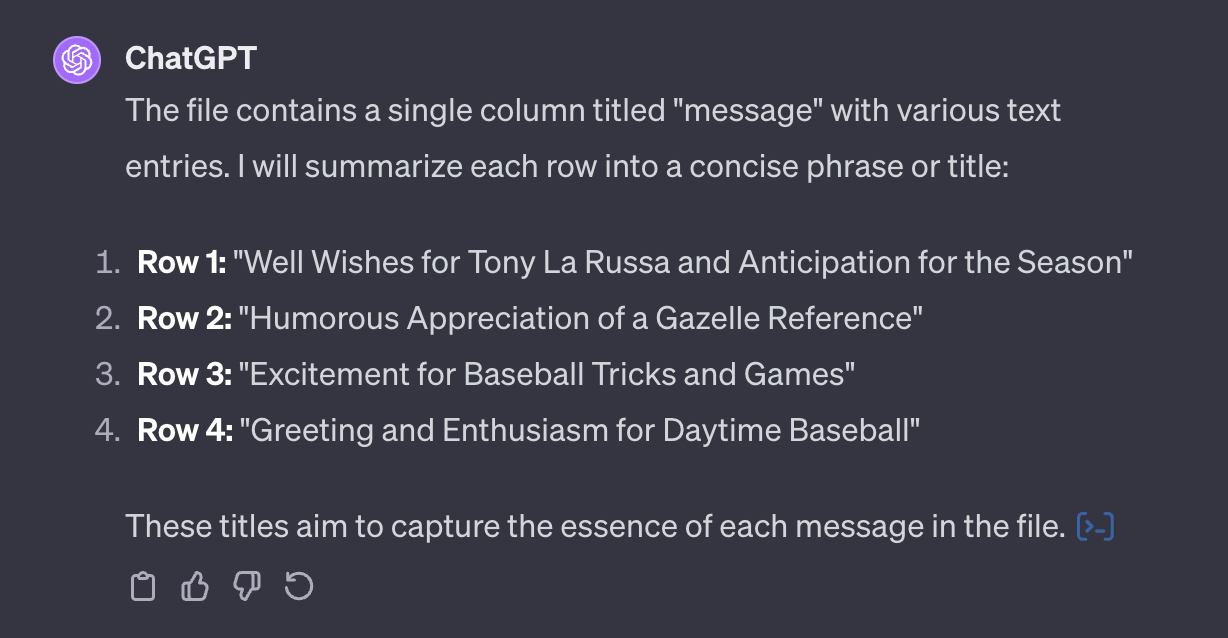 ChatGPT
The file contains a single column titled "message" with various text
entries. I will summarize each row into a concise phrase or title:
1. Row 1: "Well Wishes for Tony La Russa and Anticipation for the Season"
2. Row 2: "Humorous Appreciation of a Gazelle Reference"
3. Row 3: "Excitement for Baseball Tricks and Games"
4. Row 4: "Greeting and Enthusiasm for Daytime Baseball"
These titles aim to capture the essence of each message in the file. [>-]